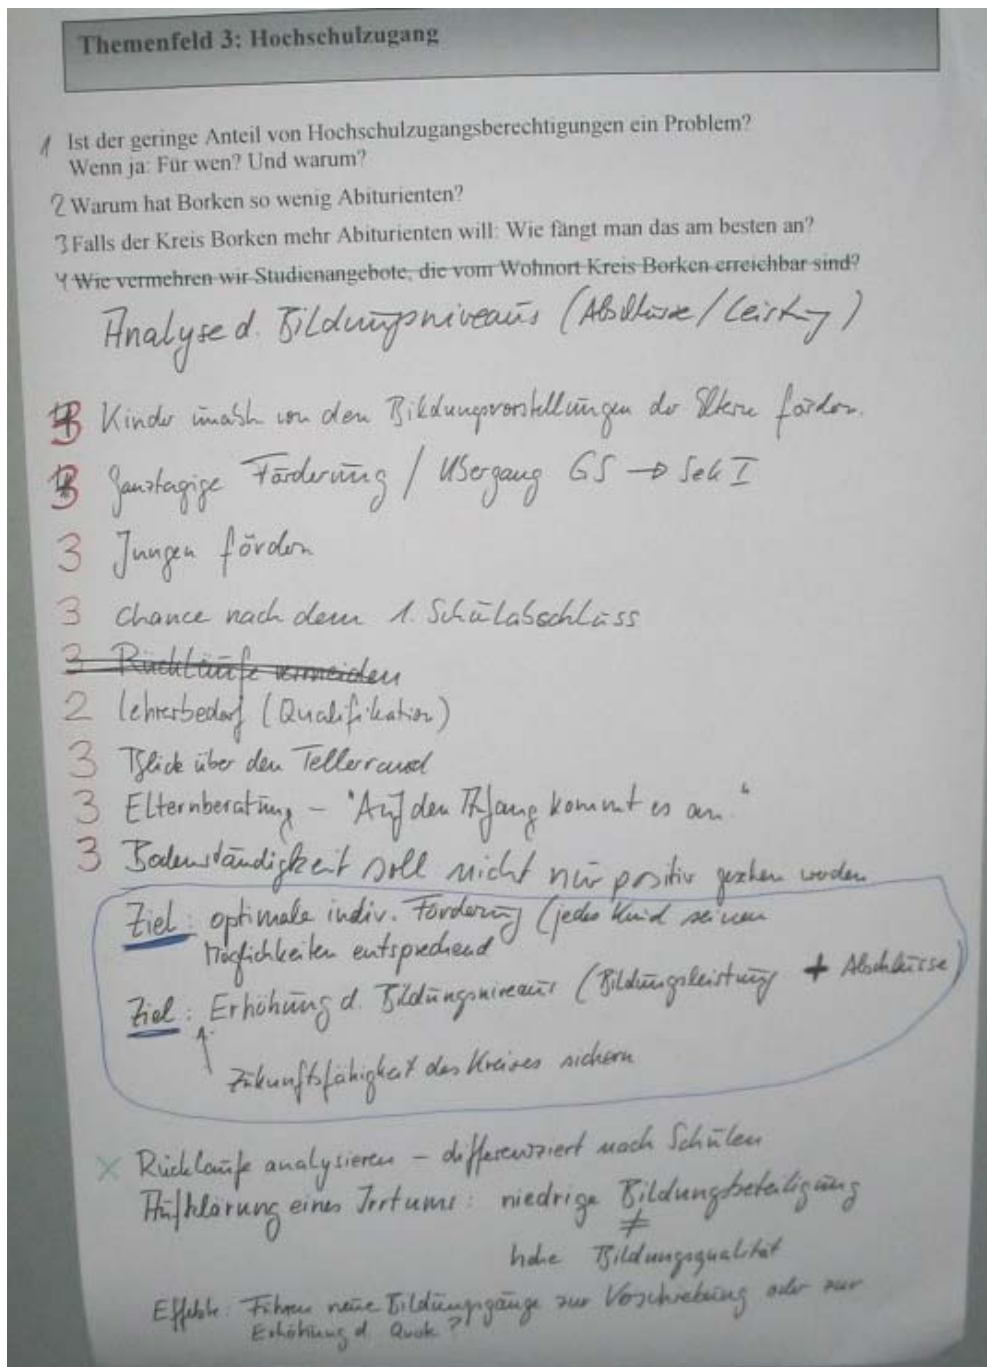 Themenfeld 3: Hochschulzugang
1 Ist der geringe Anteil von Hochschulzugangsberechtigungen ein Problem?
Wenn ja: Für wen? Und warum?
2 Warum hat Borken so wenig Abiturienten?
3 Falls der Kreis Borken mehr Abiturienten will: Wie fängt man das am besten an?
4 Wie vermehren wir Studienangebote, die vom Wohnort Kreis Borken erreichbar sind?
Analyse d. Bildungsniveaus (Abschlüsse / Leistung)
3 Kinder unabh. von den Bildungsvorstellungen der Eltern fördern.
3 Ganztagige Förderung / Übergang GS → Sek I
3 Jungen fördern
3 Chance nach dem 1. Schulabschluss
3 Rückläufe vermeiden
2 Lehrerbedarf (Qualifikation)
3 Blick über den Tellerrand
3 Elternberatung – "Auf den Anfang kommt es an"
3 Bodenständigkeit soll nicht nur positiv gesehen werden
Ziel: optimale indiv. Förderung (jedes Kind seinen
Möglichkeiten entsprechend
Ziel: Erhöhung d. Bildungsniveaus (Bildungsleistung + Abschlüsse)
↑
Zukunftsfähigkeit des Kreises sichern
X Rückläufe analysieren – differenziert nach Schulen
Aufklärung eines Irrtums: niedrige Bildungsbeteiligung
≠
hohe Bildungsqualität
Effekte: Führen neue Bildungsgänge zur Verschiebung oder zur
Erhöhung d. Quote?